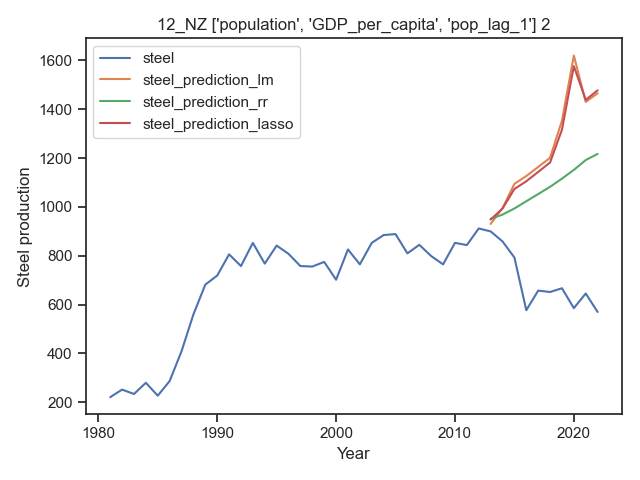 12_NZ ['population', 'GDP_per_capita', 'pop_lag_1'] 2
steel
steel_prediction_lm
steel_prediction_rr
steel_prediction_lasso
1600
1400
1200
1000
800
600
400
200
Steel production
1980
1990
2000
2010
2020
Year